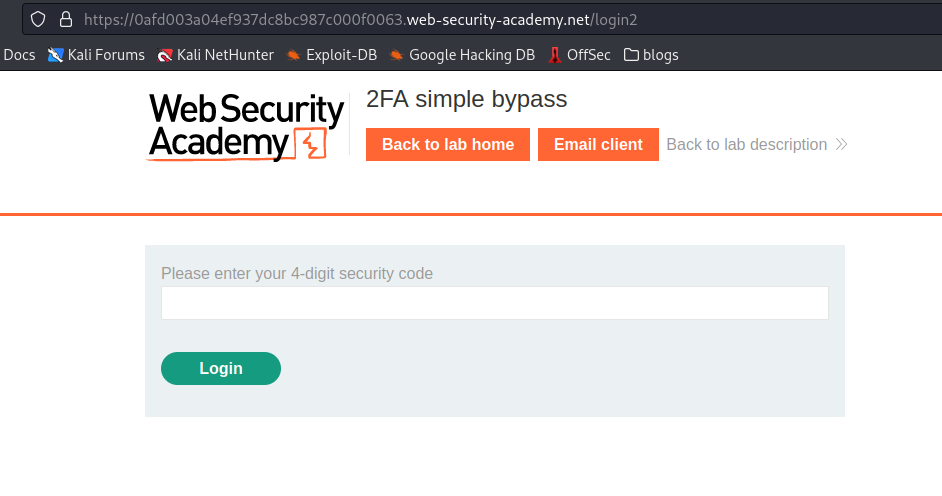 https://0afd003a04ef937dc8bc987c000f0063.web-security-academy.net/login2
Docs Kali Forums Kali NetHunter Exploit-DB Google Hacking DB OffSec blogs
Web Security
Academy
2FA simple bypass
Back to lab home Email client Back to lab description
Please enter your 4-digit security code
Login